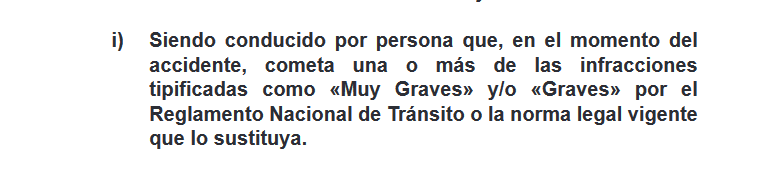 i) Siendo conducido por persona que, en el momento del
accidente, cometa una o más de las infracciones
tipificadas como «Muy Graves» y/o «Graves» por el
Reglamento Nacional de Tránsito o la norma legal vigente
que lo sustituya.